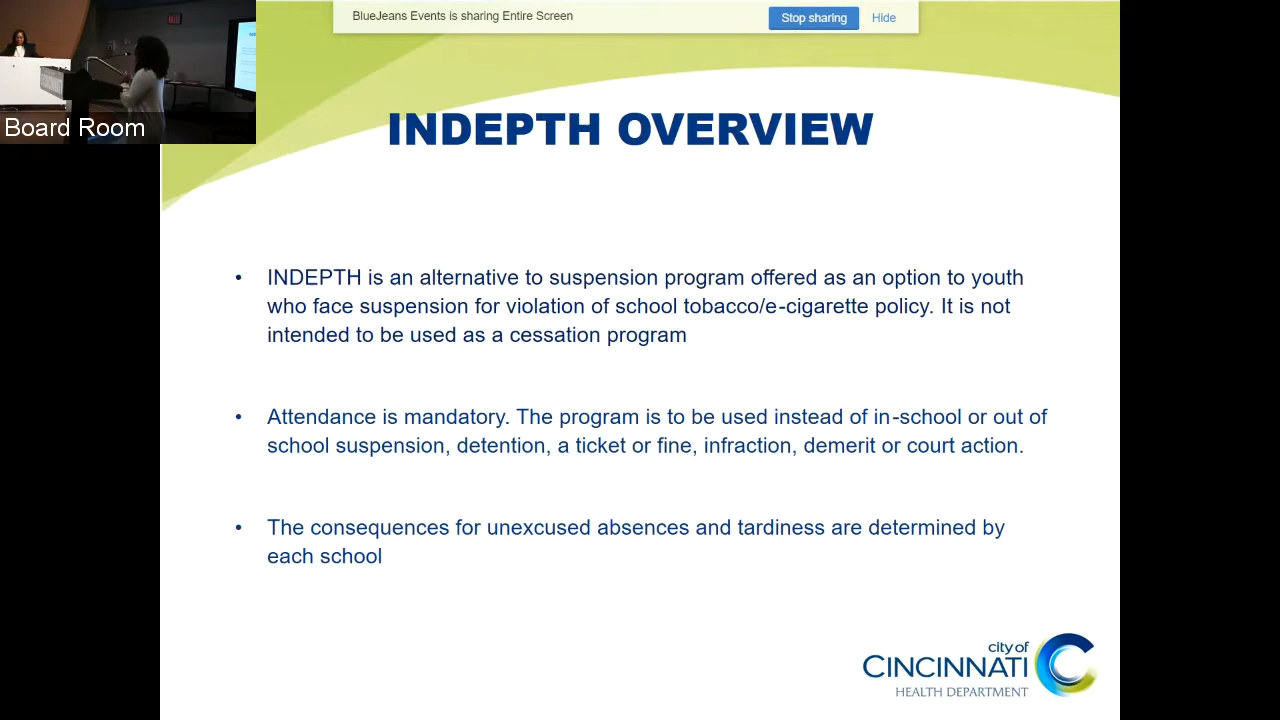 BlueJeans Events is sharing Entire Screen
Stop sharing
Hide
Board Room
INDEPTH OVERVIEW
• INDEPTH is an alternative to suspension program offered as an option to youth
who face suspension for violation of school tobacco/e-cigarette policy. It is not
intended to be used as a cessation program
• Attendance is mandatory. The program is to be used instead of in-school or out of
school suspension, detention, a ticket or fine, infraction, demerit or court action.
• The consequences for unexcused absences and tardiness are determined by
each school
city of
CINCINNATI
HEALTH DEPARTMENT